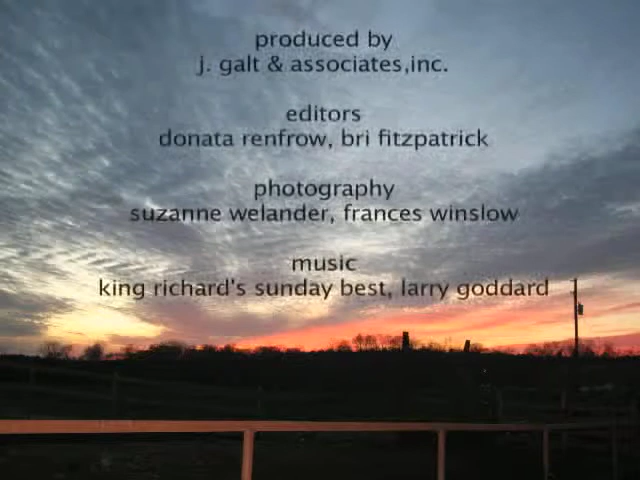 produced by
j. galt & associates,inc.
editors
donata renfrow, bri fitzpatrick
photography
suzanne welander, frances winslow
music
king richard's sunday best, larry goddard